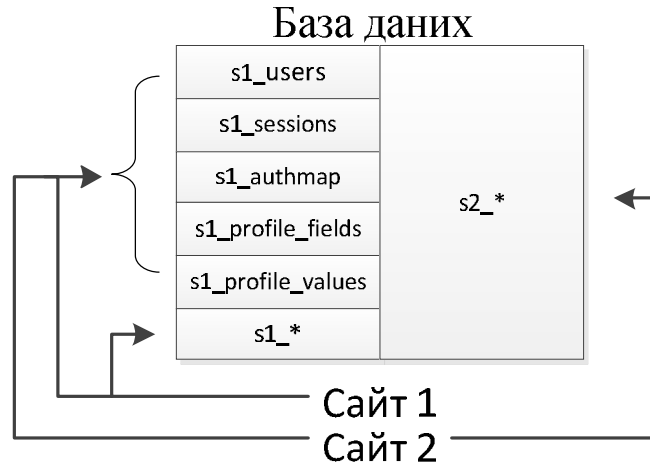 База даних
s1_users
s1_sessions
s1_authmap
s1_profile_fields
s1_profile_values
s1_*
s2_*
Сайт 1
Сайт 2